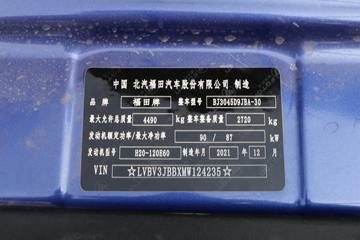 中国 北汽福田汽车股份有限公司 制造
品牌 福田牌 整车型号 BJ3045D9JBA-30
最大允许总质量 4490 kg 整车整备质量 2720 kg
发动机额定功率/最大净功率 90 / 87 kW
发动机型号 H20-120E60 制造年月 2021 年 12 月
VIN ☆LVBV3JBBXMW124235☆